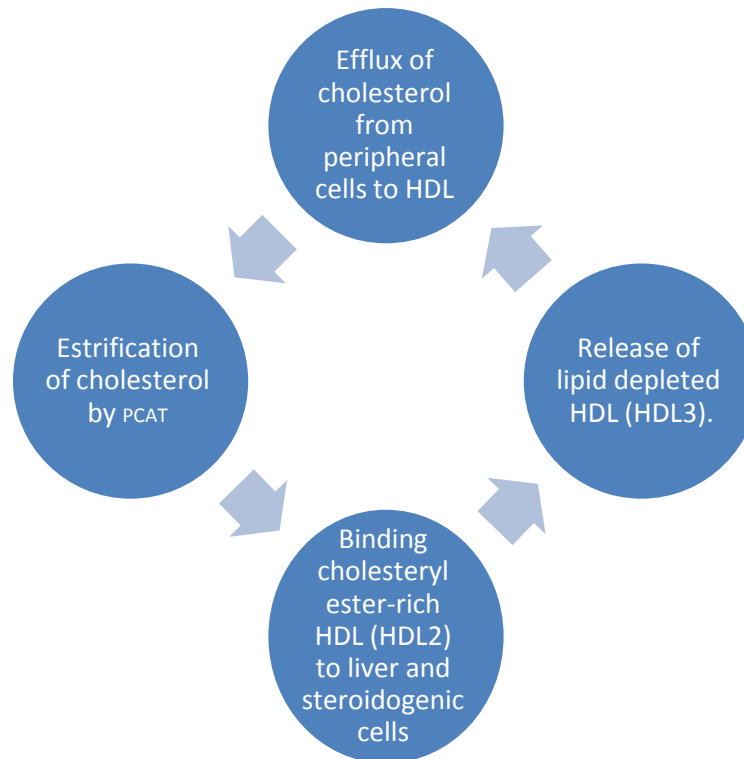 Efflux of
cholesterol
from
peripheral
cells to HDL
Estrification
of cholesterol
by PCAT
Release of
lipid depleted
HDL (HDL3).
Binding
cholesteryl
ester-rich
HDL (HDL2)
to liver and
steroidogenic
cells